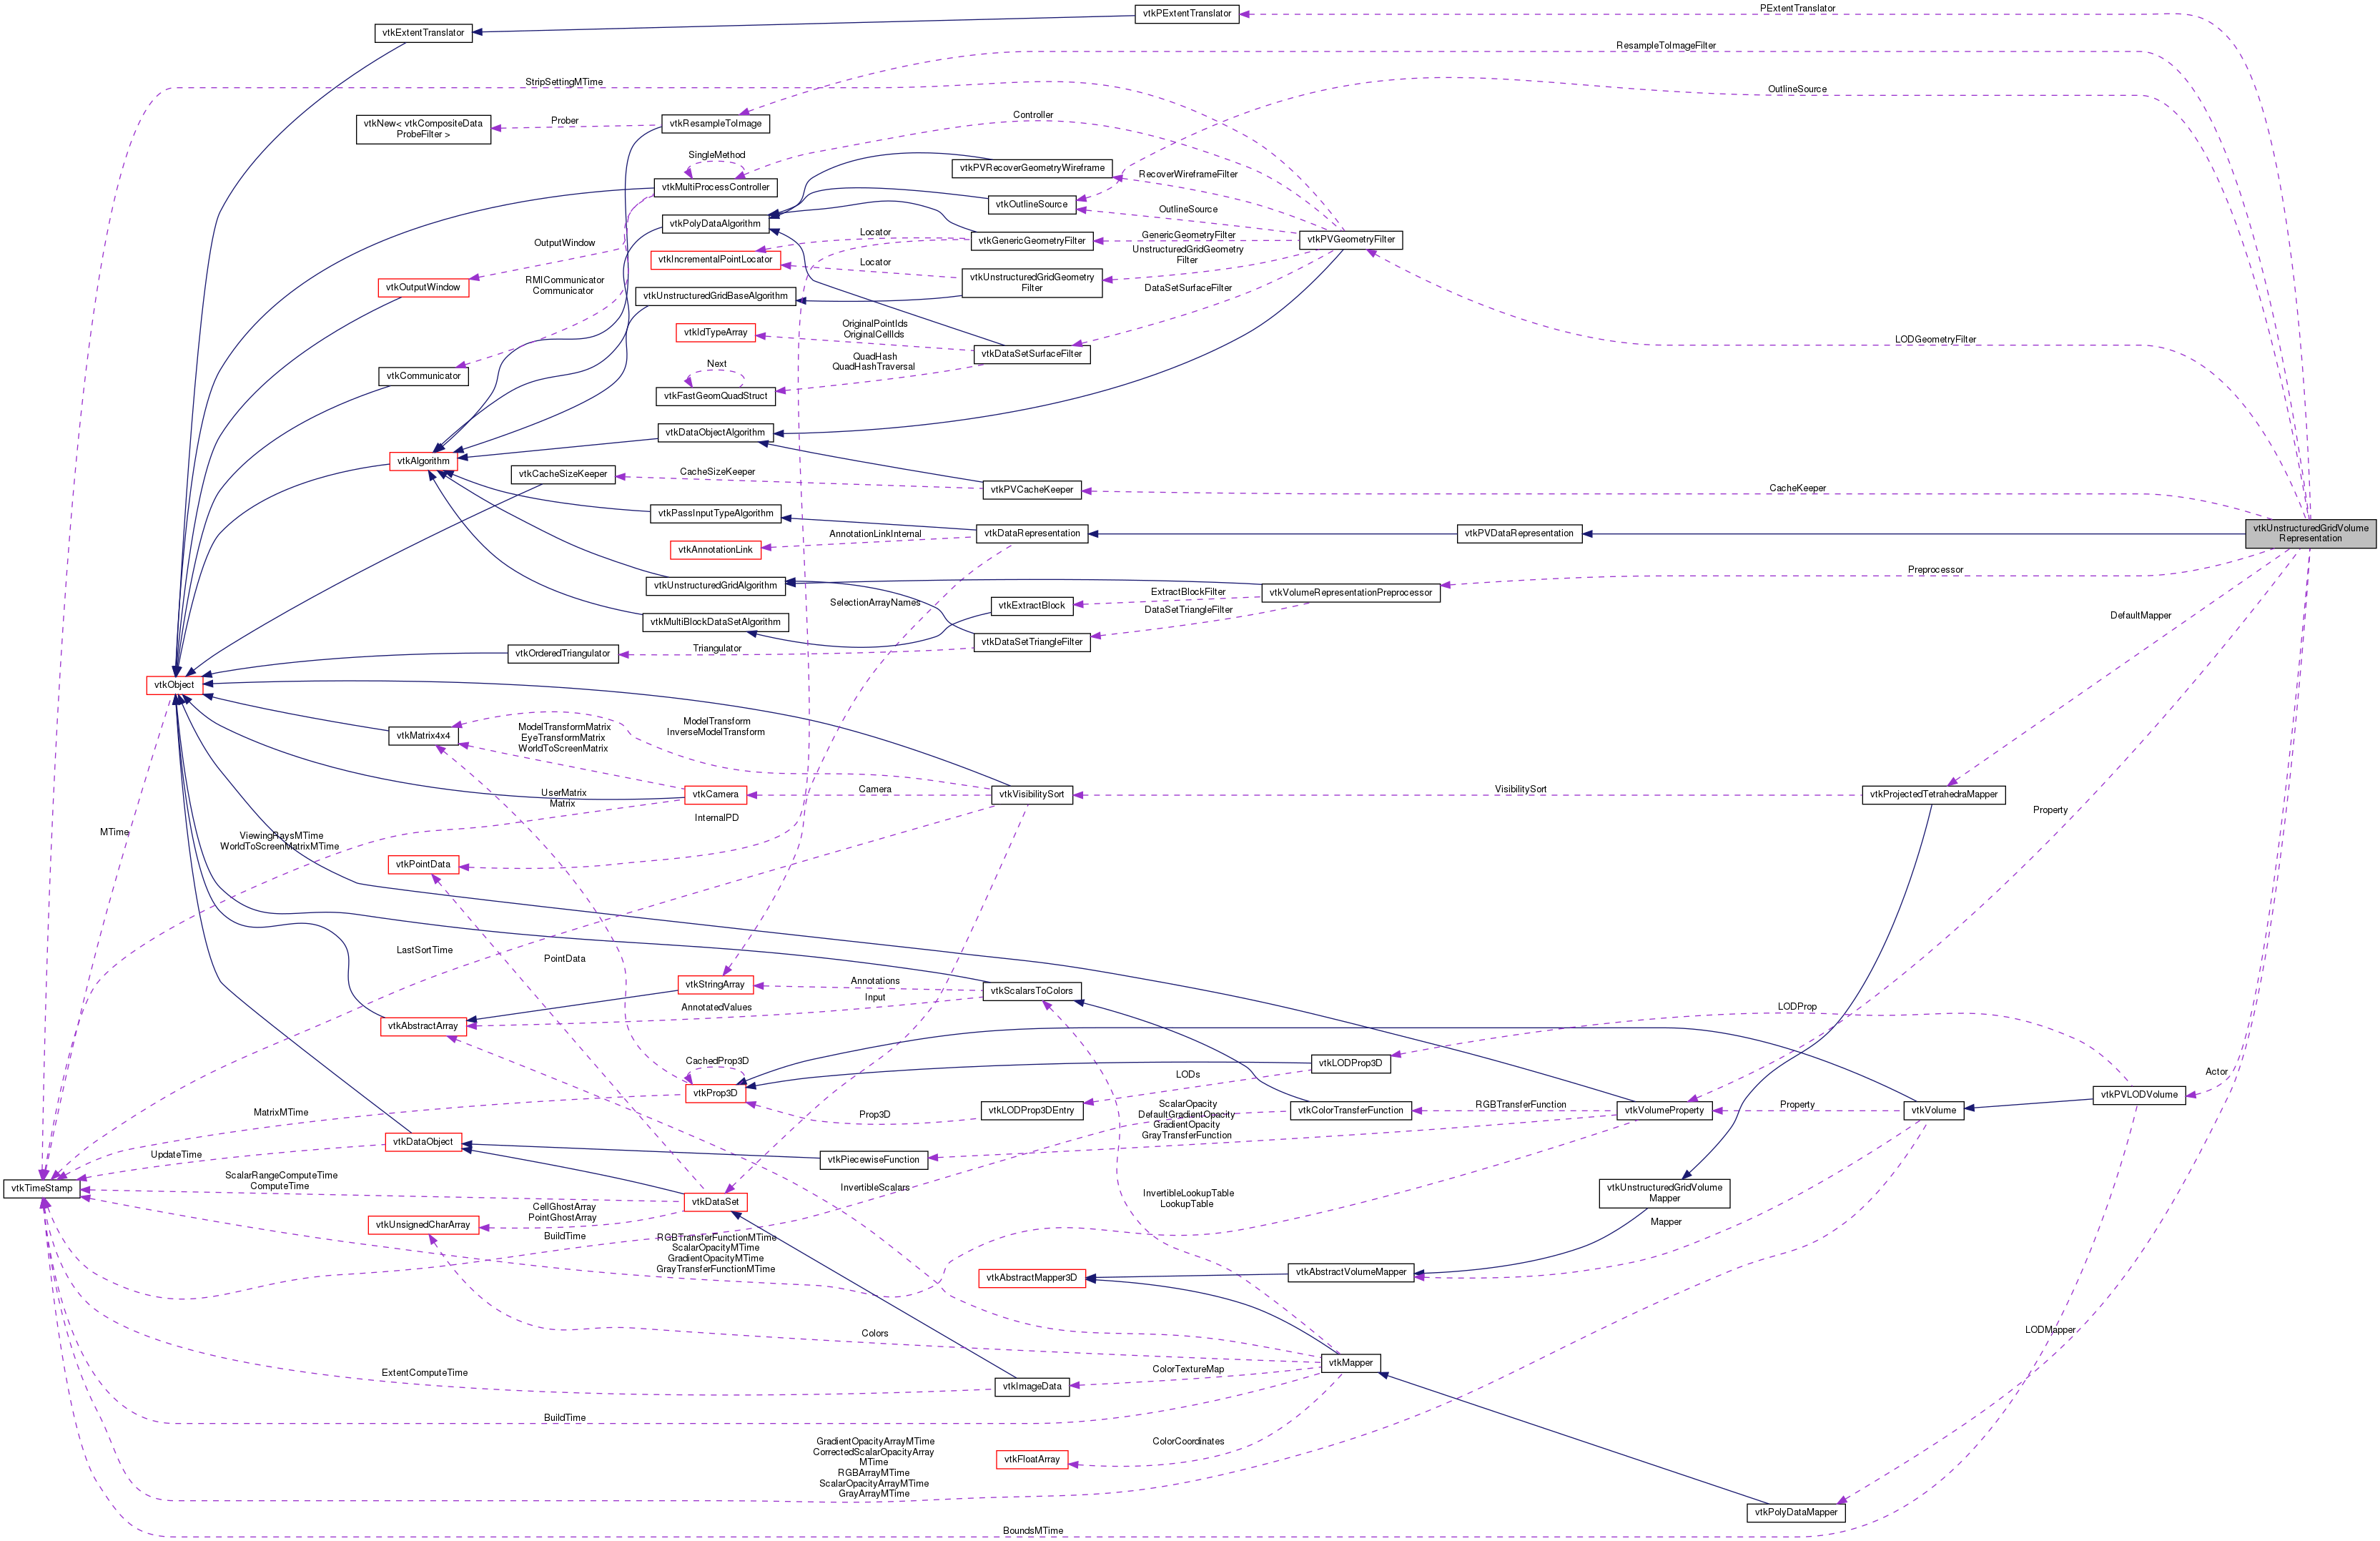 vtkPExtentTranslator
PExtentTranslator
vtkExtentTranslator
ResampleToImageFilter
StripSettingMTime
OutlineSource
vtkNew< vtkCompositeData
ProbeFilter >
Prober
vtkResampleToImage
Controller
SingleMethod
vtkMultiProcessController
vtkPVRecoverGeometryWireframe
RecoverWireframeFilter
vtkOutlineSource
OutlineSource
vtkPolyDataAlgorithm
Locator
vtkGenericGeometryFilter
GenericGeometryFilter
vtkPVGeometryFilter
OutputWindow
vtkIncrementalPointLocator
Locator
UnstructuredGridGeometry
Filter
vtkUnstructuredGridGeometry
Filter
vtkOutputWindow
RMICommunicator
Communicator
vtkUnstructuredGridBaseAlgorithm
DataSetSurfaceFilter
vtkIdTypeArray
OriginalPointIds
OriginalCellIds
vtkDataSetSurfaceFilter
LODGeometryFilter
QuadHash
QuadHashTraversal
Next
vtkFastGeomQuadStruct
vtkCommunicator
vtkDataObjectAlgorithm
vtkAlgorithm
vtkCacheSizeKeeper
CacheSizeKeeper
vtkPVCacheKeeper
CacheKeeper
vtkPassInputTypeAlgorithm
AnnotationLinkInternal
vtkDataRepresentation
vtkPVDataRepresentation
vtkUnstructuredGridVolume
Representation
vtkAnnotationLink
Preprocessor
vtkUnstructuredGridAlgorithm
SelectionArrayNames
vtkExtractBlock
ExtractBlockFilter
DataSetTriangleFilter
vtkVolumeRepresentationPreprocessor
DefaultMapper
vtkMultiBlockDataSetAlgorithm
vtkDataSetTriangleFilter
vtkOrderedTriangulator
Triangulator
vtkObject
vtkMatrix4x4
ModelTransformMatrix
EyeTransformMatrix
WorldToScreenMatrix
ModelTransform
InverseModelTransform
UserMatrix
Matrix
vtkCamera
Camera
vtkVisibilitySort
VisibilitySort
vtkProjectedTetrahedraMapper
Property
MTime
ViewingRaysMTime
WorldToScreenMatrixMTime
InternalPD
vtkPointData
LastSortTime
PointData
vtkStringArray
Annotations
vtkScalarsToColors
AnnotatedValues
Input
vtkAbstractArray
LODProp
CachedProp3D
vtkProp3D
vtkLODProp3D
LODs
Actor
vtkPVLODVolume
MatrixMTime
Prop3D
vtkLODProp3DEntry
ScalarOpacity
DefaultGradientOpacity
GradientOpacity
GrayTransferFunction
vtkColorTransferFunction
RGBTransferFunction
vtkVolumeProperty
Property
vtkVolume
vtkDataObject
UpdateTime
vtkPiecewiseFunction
vtkTimeStamp
ScalarRangeComputeTime
ComputeTime
InvertibleScalars
vtkDataSet
InvertibleLookupTable
LookupTable
vtkUnstructuredGridVolume
Mapper
CellGhostArray
PointGhostArray
vtkUnsignedCharArray
Mapper
BuildTime
RGBTransferFunctionMTime
ScalarOpacityMTime
GradientOpacityMTime
GrayTransferFunctionMTime
vtkAbstractMapper3D
vtkAbstractVolumeMapper
Colors
LODMapper
vtkMapper
ExtentComputeTime
ColorTextureMap
vtkImageData
BuildTime
GradientOpacityArrayMTime
CorrectedScalarOpacityArray
MTime
RGBArrayMTime
ScalarOpacityArrayMTime
GrayArrayMTime
ColorCoordinates
vtkFloatArray
vtkPolyDataMapper
BoundsMTime